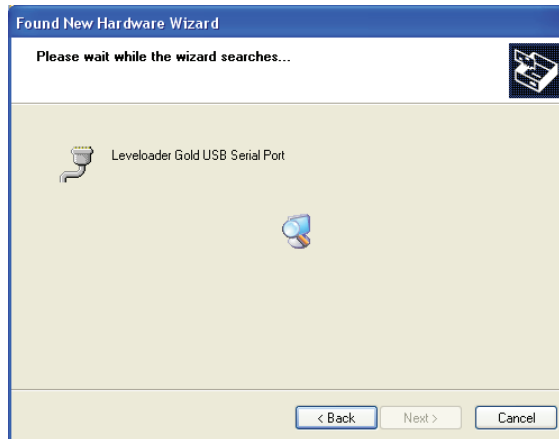 Found New Hardware Wizard
Please wait while the wizard searches...
Leveloader Gold USB Serial Port
< Back
Next >
Cancel